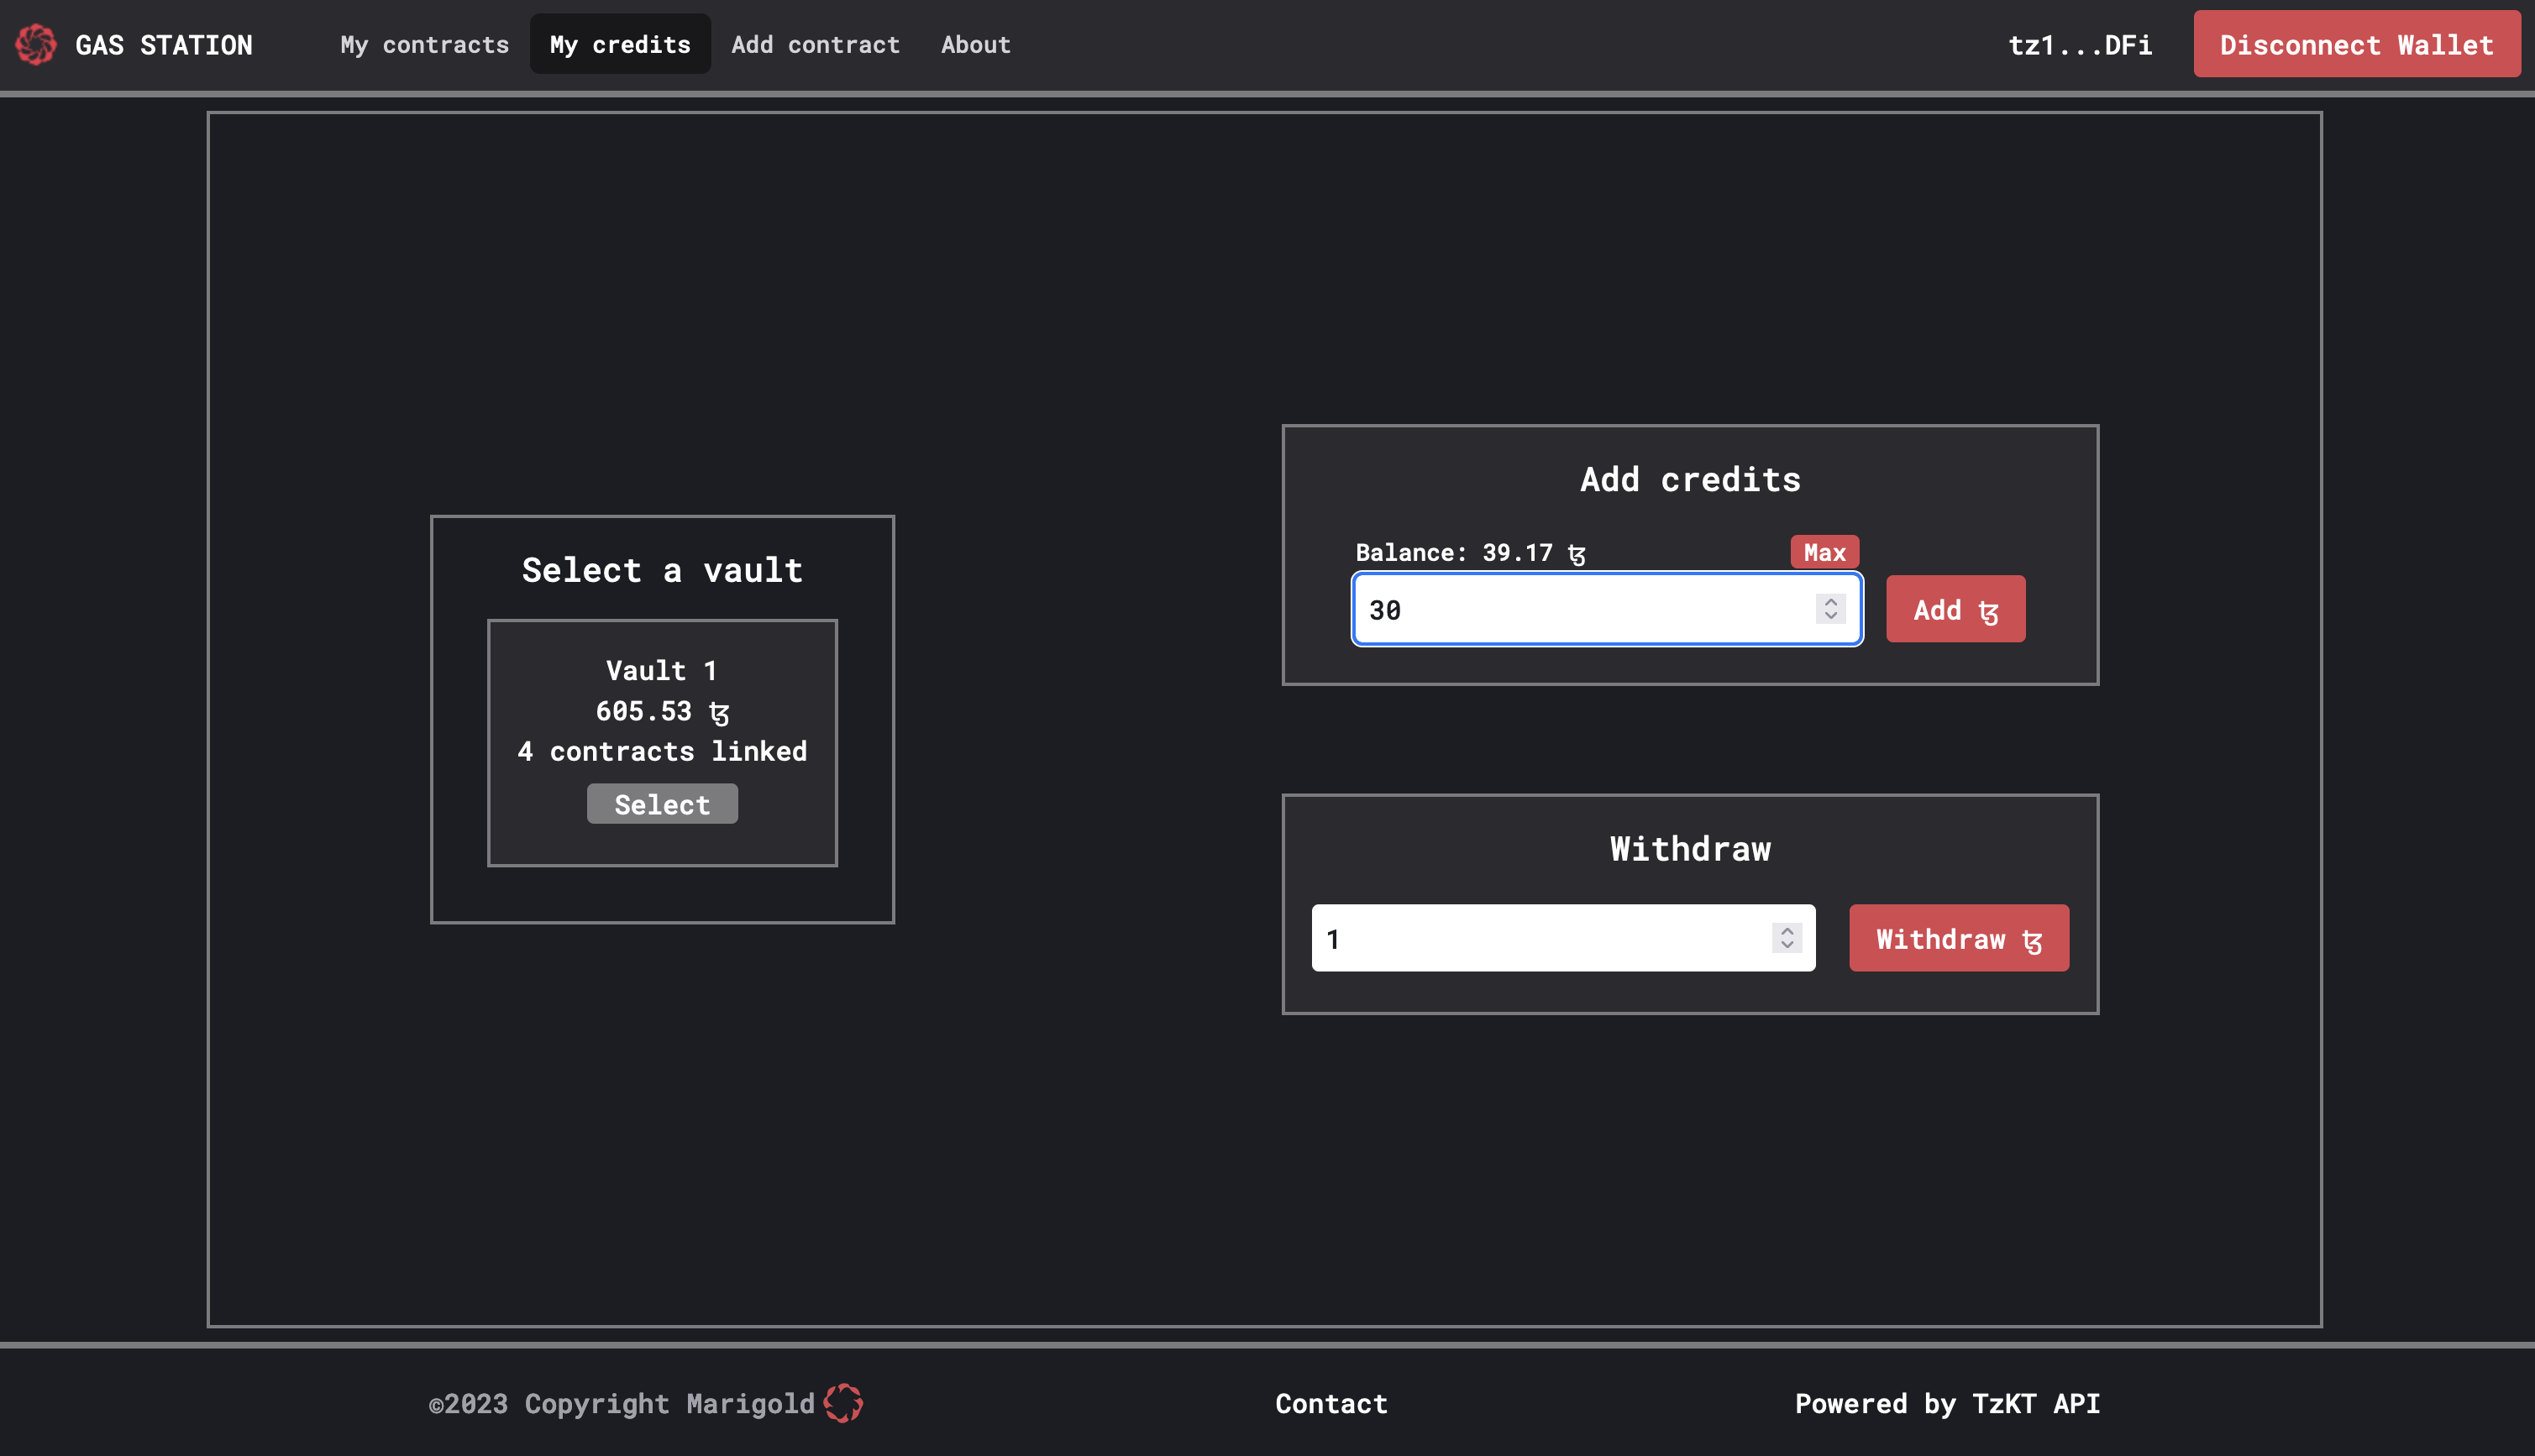 GAS STATION
My contracts
My credits
Add contract
About
tz1...DFi
Disconnect Wallet
Select a vault
Vault 1
605.53 ꜩ
4 contracts linked
Select
Add credits
Balance: 39.17 ꜩ
Max
30
Add ꜩ
Withdraw
1
Withdraw ꜩ
©2023 Copyright Marigold
Contact
Powered by TzKT API